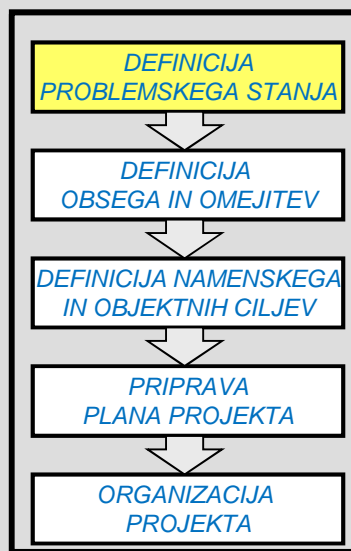 DEFINICIJA
PROBLEMSKEGA STANJA
DEFINICIJA
OBSEGA IN OMEJITEV
DEFINICIJA NAMENSKEGA
IN OBJEKTNIH CILJEV
PRIPRAVA
PLANA PROJEKTA
ORGANIZACIJA
PROJEKTA